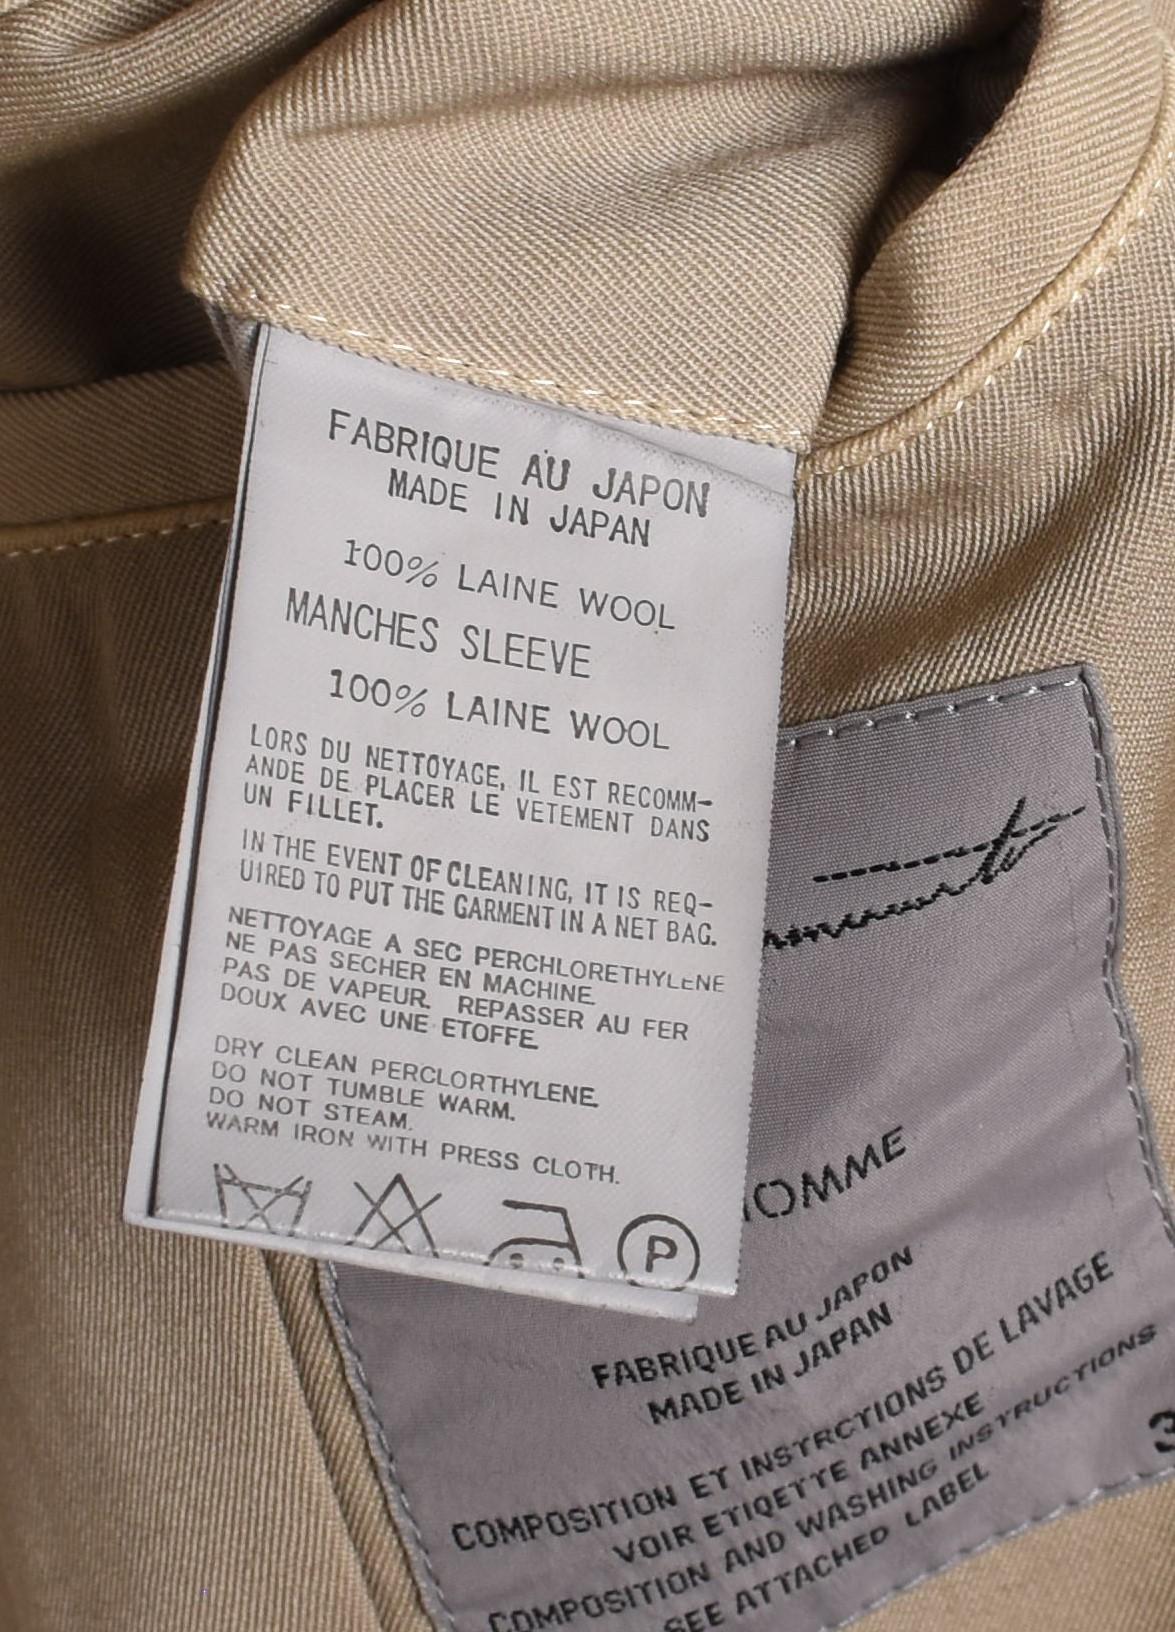 FABRIQUE AU JAPON
MADE IN JAPAN
100% LAINE WOOL
MANCHES SLEEVE
100% LAINE WOOL
LORS DU NETTOYAGE, IL EST RECOMM-
ANDE DE PLACER LE VETEMENT DANS
UN FILLET.
IN THE EVENT OF CLEANING, IT IS REQ-
UIRED TO PUT THE GARMENT IN A NET BAG.
NETTOYAGE A SEC PERCHLORETHYLENE
NE PAS SECHER EN MACHINE.
PAS DE VAPEUR. REPASSER AU FER
DOUX AVEC UNE ETOFFE.
DRY CLEAN PERCLORTHYLENE.
DO NOT TUMBLE WARM.
DO NOT STEAM.
WARM IRON WITH PRESS CLOTH.
P
OMME
FABRIQUE AU JAPON
MADE IN JAPAN
COMPOSITION ET INSTRCTIONS DE LAVAGE
VOIR ETIQETTE ANNEXE
COMPOSITION AND WASHING INSTRUCTIONS
SEE ATTACHED LABEL
3